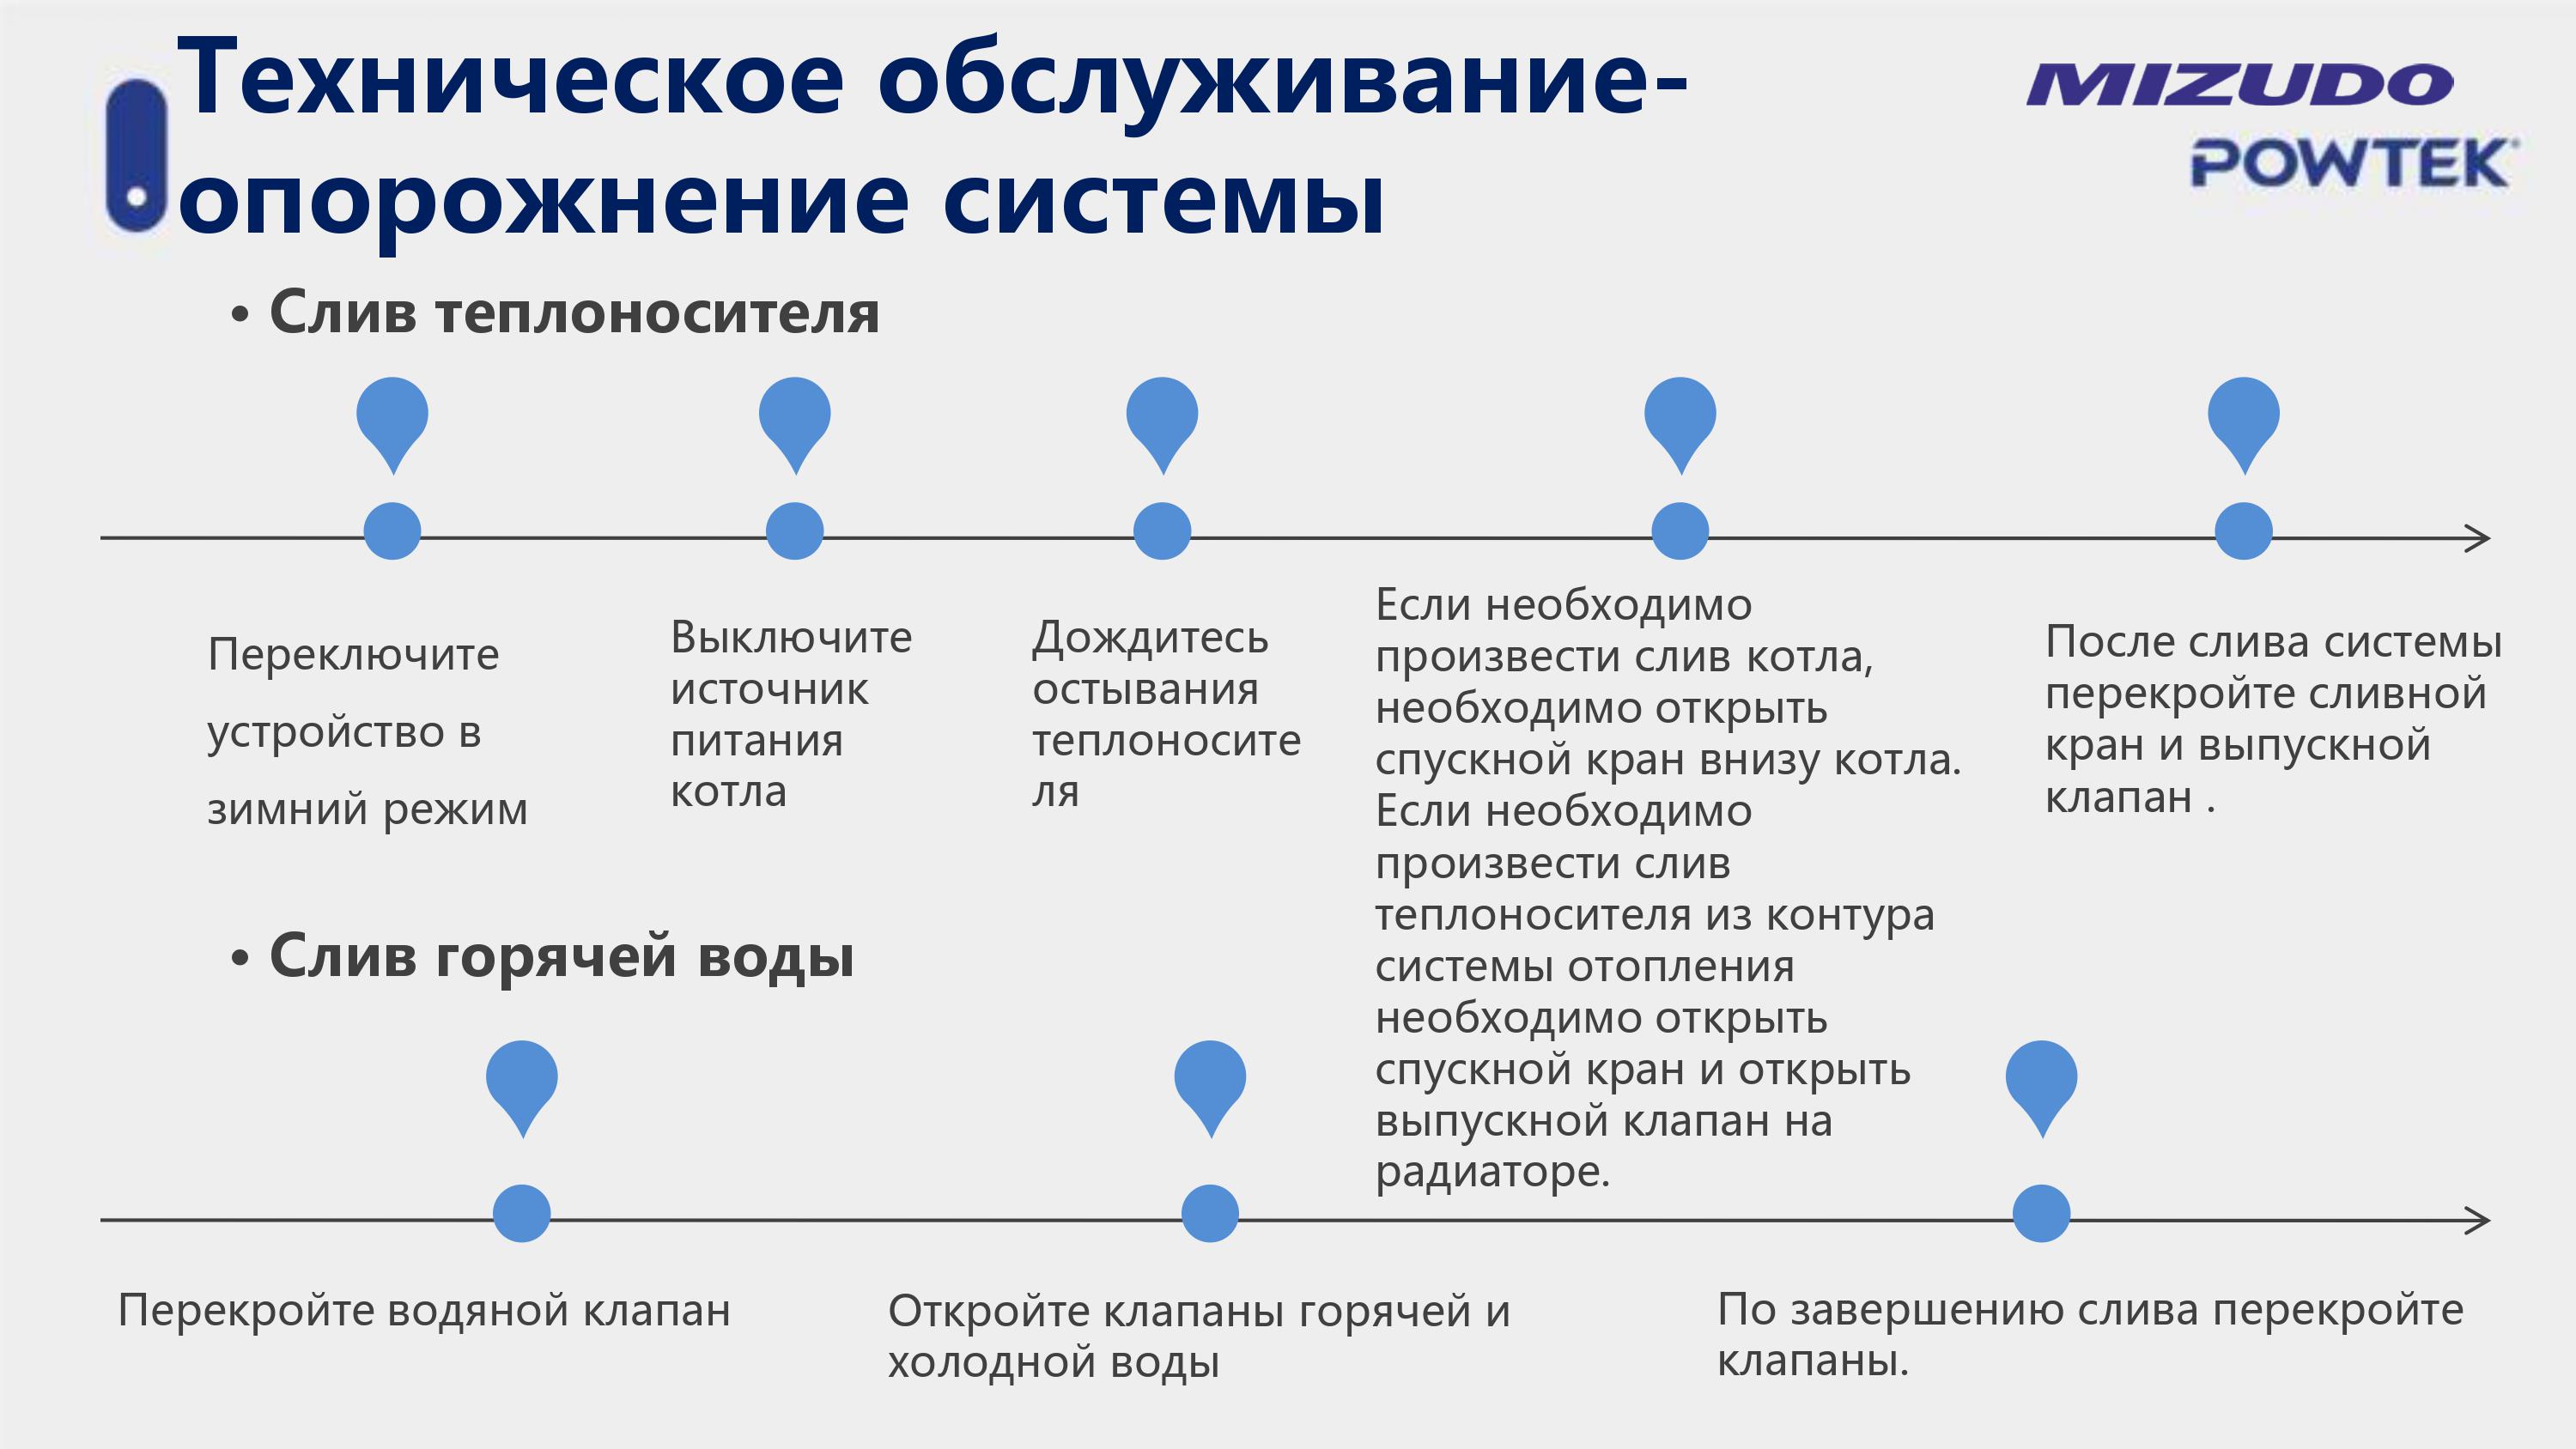 Техническое обслуживание-
опорожнение системы
MIZUDO
POWTEK
• Слив теплоносителя
Переключите
устройство в
зимний режим
Выключите
источник
питания
котла
Дождитесь
остывания
теплоносите
ля
Если необходимо
произвести слив котла,
необходимо открыть
спускной кран внизу котла.
Если необходимо
произвести слив
теплоносителя из контура
системы отопления
необходимо открыть
спускной кран и открыть
выпускной клапан на
радиаторе.
После слива системы
перекройте сливной
кран и выпускной
клапан .
• Слив горячей воды
Перекройте водяной клапан
Откройте клапаны горячей и
холодной воды
По завершению слива перекройте
клапаны.